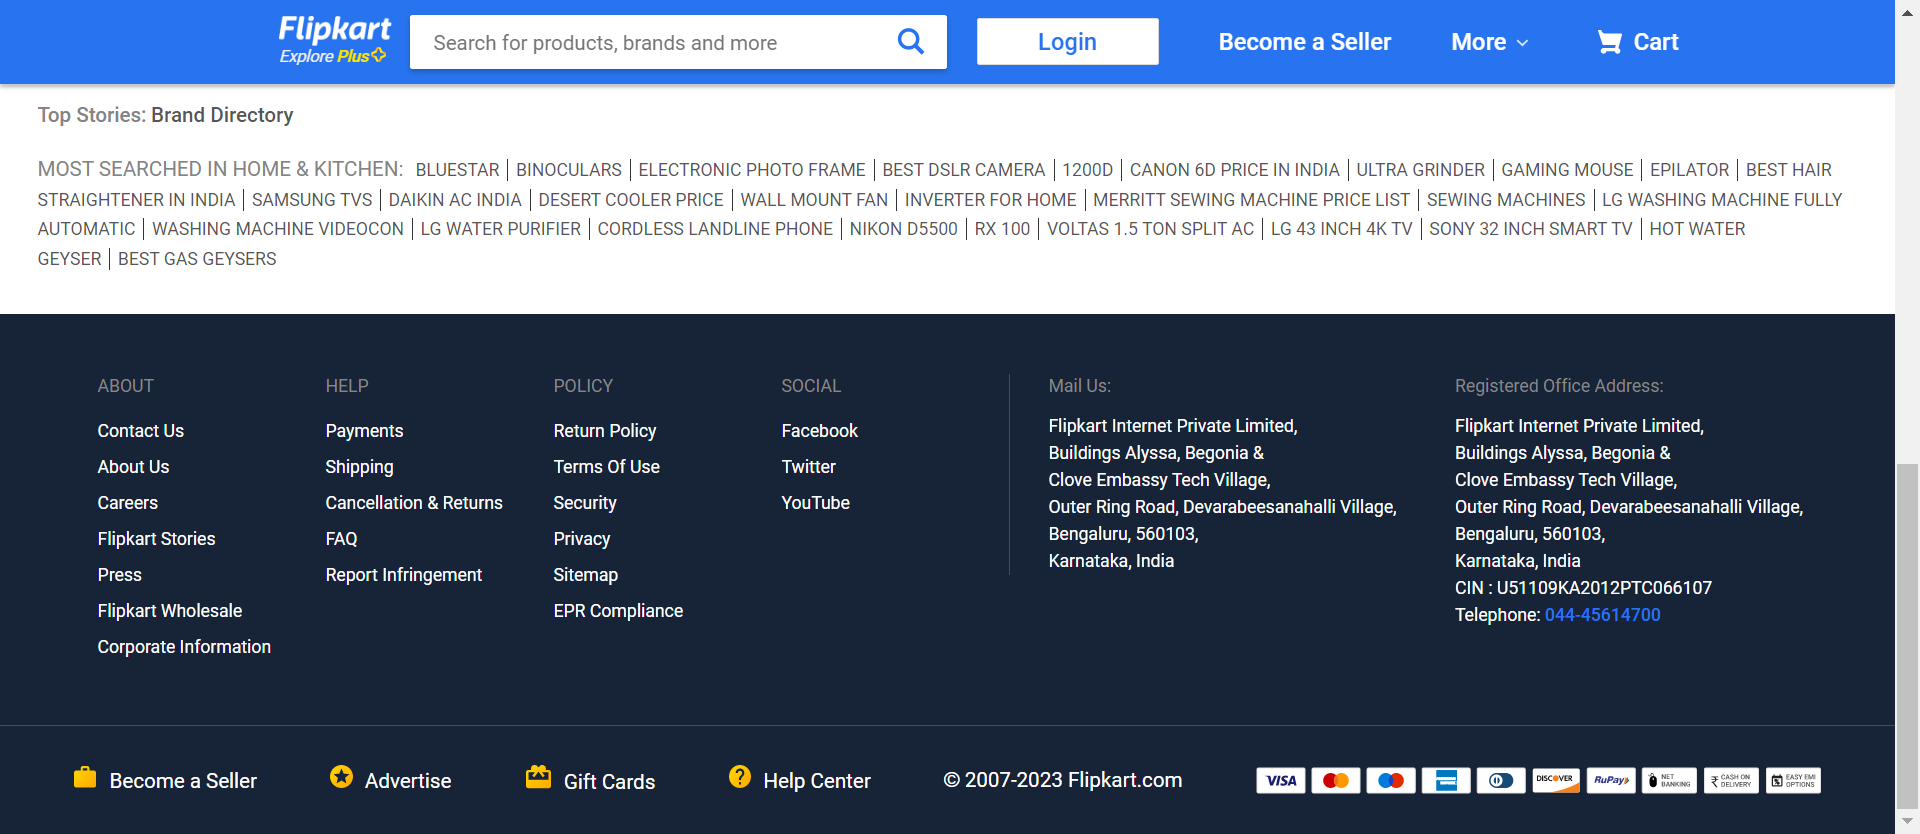 Flipkart
Explore Plus
Search for products, brands and more
Login
Become a Seller
More
Cart
Top Stories: Brand Directory
MOST SEARCHED IN HOME & KITCHEN: BLUESTAR | BINOCULARS | ELECTRONIC PHOTO FRAME | BEST DSLR CAMERA | 1200D | CANON 6D PRICE IN INDIA | ULTRA GRINDER | GAMING MOUSE | EPILATOR | BEST HAIR
STRAIGHTENER IN INDIA | SAMSUNG TVS | DAIKIN AC INDIA | DESERT COOLER PRICE | WALL MOUNT FAN | INVERTER FOR HOME | MERRITT SEWING MACHINE PRICE LIST | SEWING MACHINES | LG WASHING MACHINE FULLY
AUTOMATIC | WASHING MACHINE VIDEOCON | LG WATER PURIFIER | CORDLESS LANDLINE PHONE | NIKON D5500 | RX 100 | VOLTAS 1.5 TON SPLIT AC | LG 43 INCH 4K TV | SONY 32 INCH SMART TV | HOT WATER
GEYSER | BEST GAS GEYSERS
ABOUT
Contact Us
About Us
Careers
Flipkart Stories
Press
Flipkart Wholesale
Corporate Information
HELP
Payments
Shipping
Cancellation & Returns
FAQ
Report Infringement
POLICY
Return Policy
Terms Of Use
Security
Privacy
Sitemap
EPR Compliance
SOCIAL
Facebook
Twitter
YouTube
Mail Us:
Flipkart Internet Private Limited,
Buildings Alyssa, Begonia &
Clove Embassy Tech Village,
Outer Ring Road, Devarabeesanahalli Village,
Bengaluru, 560103,
Karnataka, India
Registered Office Address:
Flipkart Internet Private Limited,
Buildings Alyssa, Begonia &
Clove Embassy Tech Village,
Outer Ring Road, Devarabeesanahalli Village,
Bengaluru, 560103,
Karnataka, India
CIN : U51109KA2012PTC066107
Telephone: 044-45614700
Become a Seller
Advertise
Gift Cards
Help Center
© 2007-2023 Flipkart.com
VISA
DISCOVER
RuPay
NET
BANKING
₹ CASH ON
DELIVERY
EASY EMI
OPTIONS